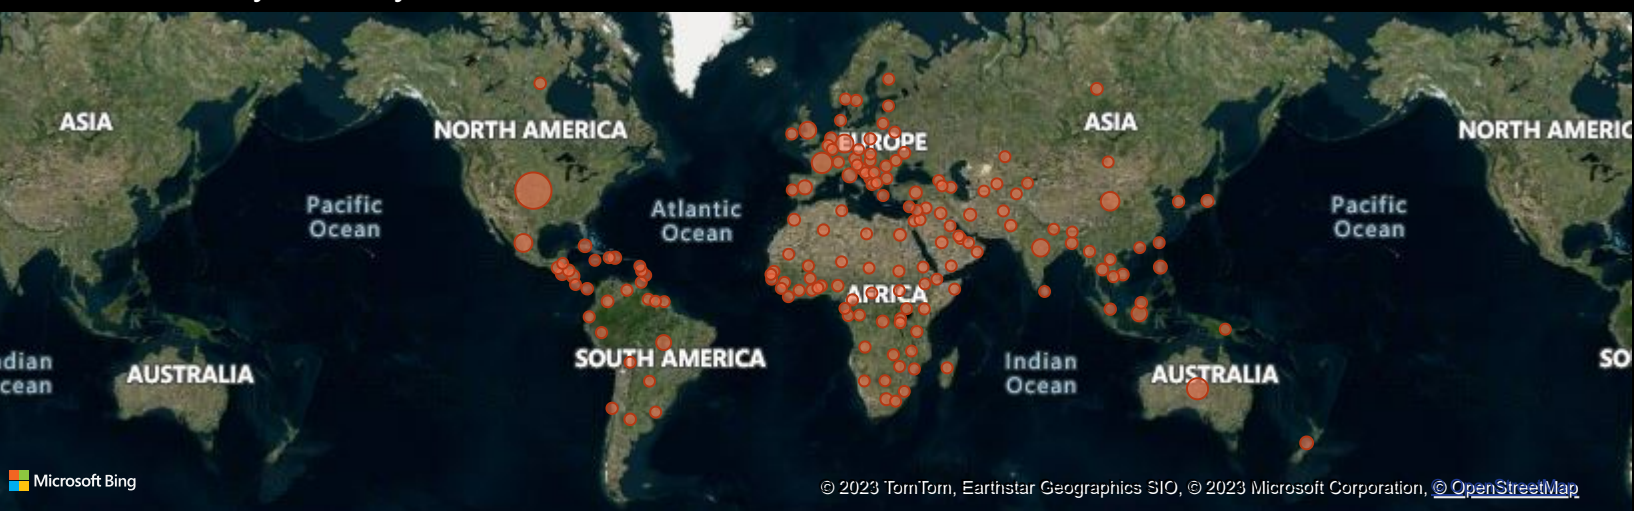 ASIA
NORTH AMERICA
EUROPE
ASIA
NORTH AMERIC
Pacific
Ocean
Atlantic
Ocean
Pacific
Ocean
AFRICA
SOUTH AMERICA
Indian
Ocean
SO
dian
cean
AUSTRALIA
AUSTRALIA
Microsoft Bing
© 2023 TomTom, Earthstar Geographics SIO, © 2023 Microsoft Corporation, © OpenStreetMap